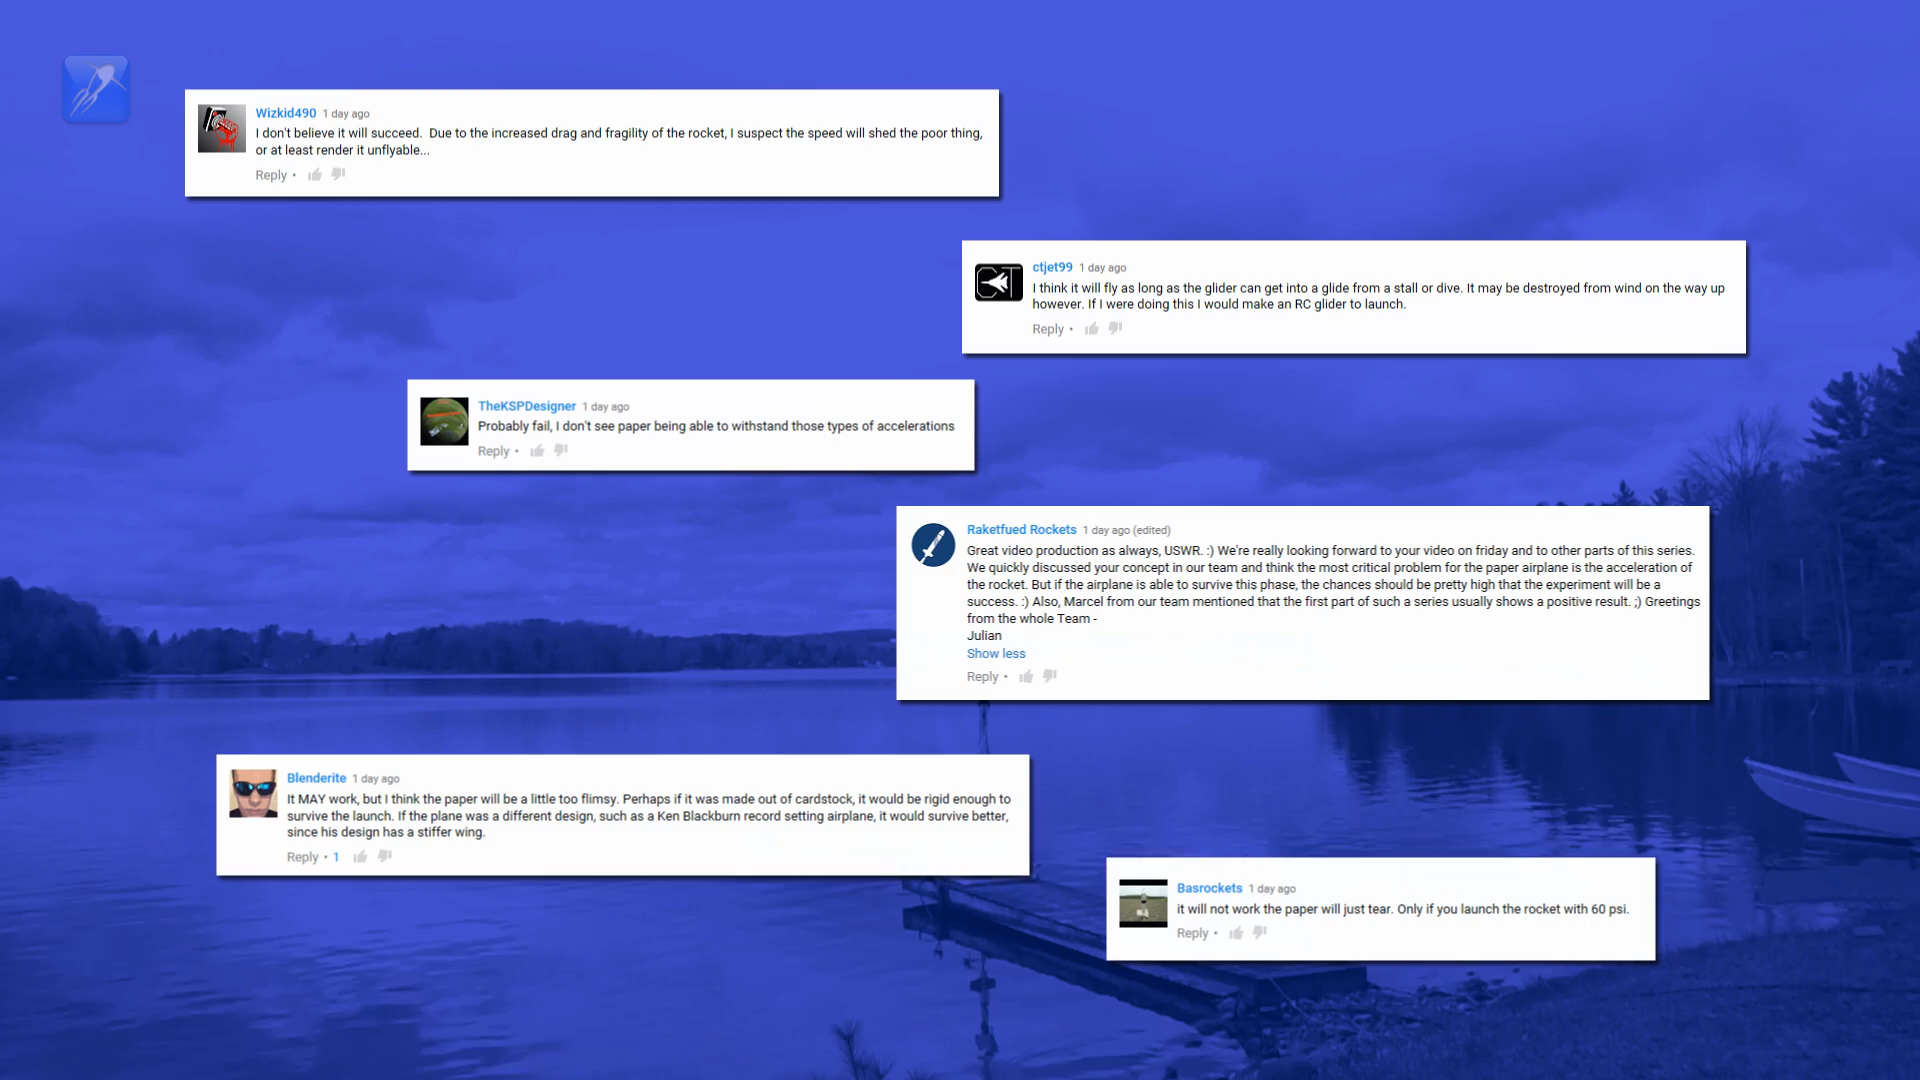 Wizkid490 1 day ago
I don't believe it will succeed.  Due to the increased drag and fragility of the rocket, I suspect the speed will shed the poor thing,
or at least render it unflyable...
Reply •
CT
ctjet99 1 day ago
I think it will fly as long as the glider can get into a glide from a stall or dive. It may be destroyed from wind on the way up
however. If I were doing this I would make an RC glider to launch.
Reply •
TheKSPDesigner 1 day ago
Probably fail, I don't see paper being able to withstand those types of accelerations
Reply •
Raketfued Rockets 1 day ago (edited)
Great video production as always, USWR. :) We're really looking forward to your video on friday and to other parts of this series.
We quickly discussed your concept in our team and think the most critical problem for the paper airplane is the acceleration of
the rocket. But if the airplane is able to survive this phase, the chances should be pretty high that the experiment will be a
success. :) Also, Marcel from our team mentioned that the first part of such a series usually shows a positive result. ;) Greetings
from the whole Team -
Julian
Show less
Reply •
Blenderite 1 day ago
It MAY work, but I think the paper will be a little too flimsy. Perhaps if it was made out of cardstock, it would be rigid enough to
survive the launch. If the plane was a different design, such as a Ken Blackburn record setting airplane, it would survive better,
since his design has a stiffer wing.
Reply • 1
Basrockets 1 day ago
it will not work the paper will just tear. Only if you launch the rocket with 60 psi.
Reply •